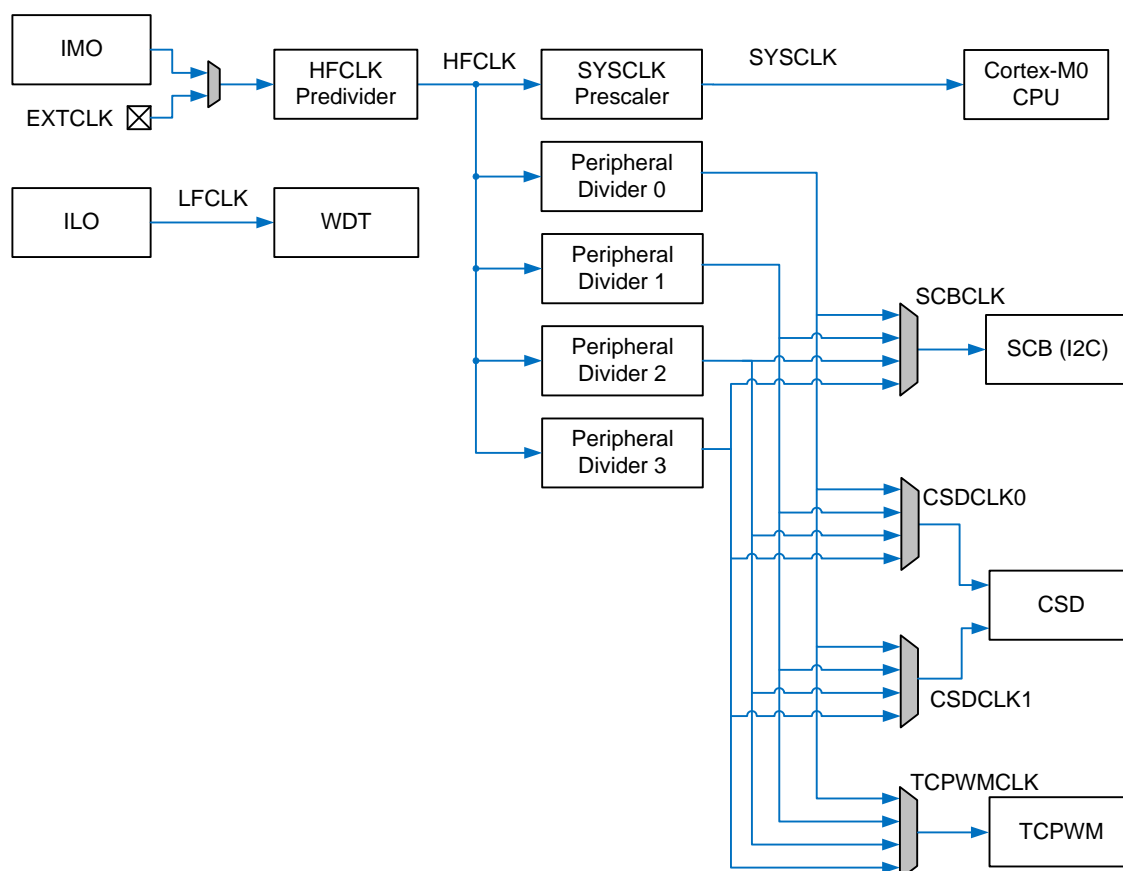 IMO
EXTCLK
HFCLK
Predivider
HFCLK
SYSCLK
Prescaler
SYSCLK
Cortex-M0
CPU
ILO
LFCLK
WDT
Peripheral
Divider 0
Peripheral
Divider 1
Peripheral
Divider 2
Peripheral
Divider 3
SCBCLK
SCB (I2C)
CSDCLK0
CSD
CSDCLK1
TCPWMCLK
TCPWM